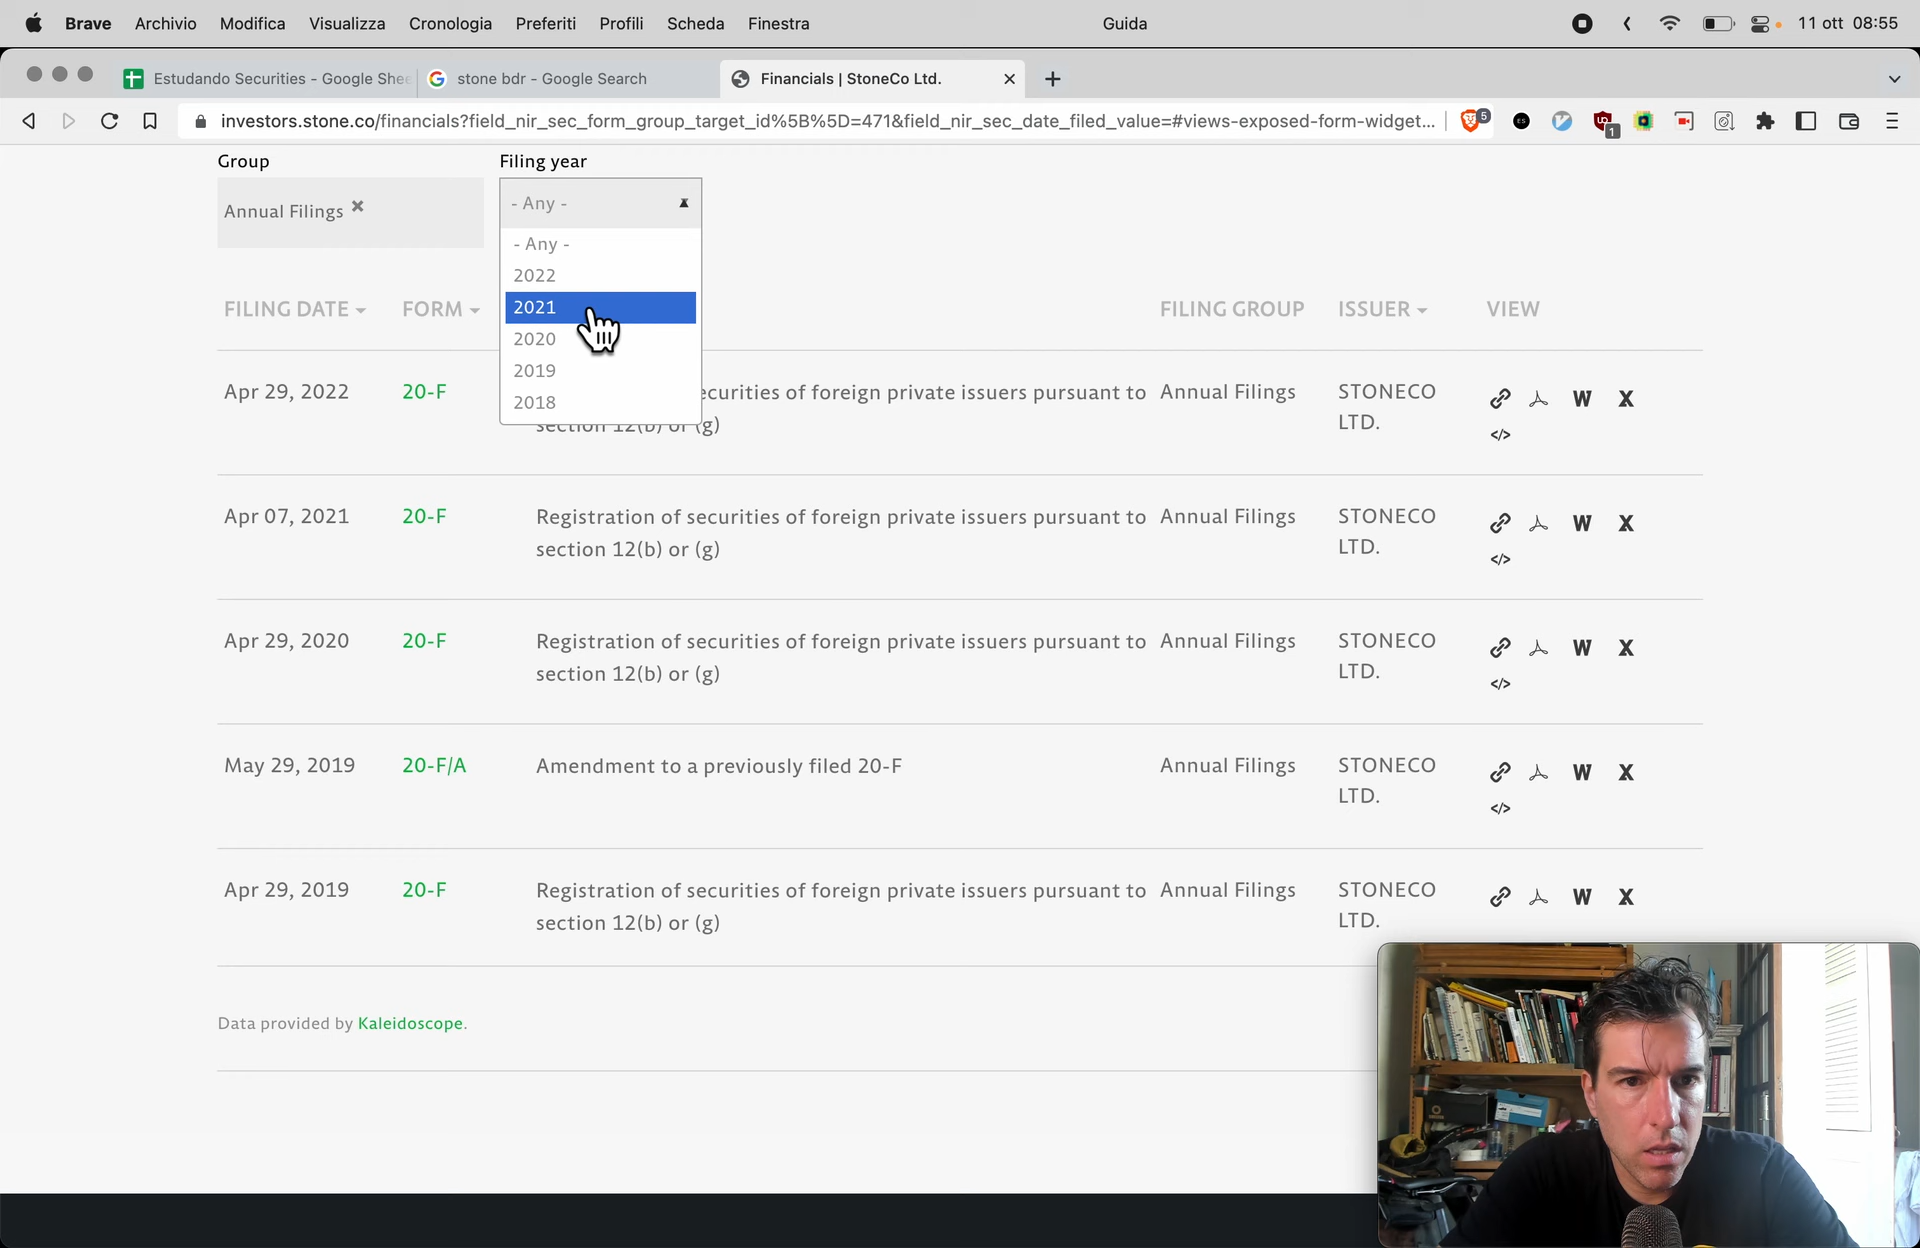 Brave Archivio Modifica Visualizza Cronologia Preferiti Profili Scheda Finestra Guida 11 ott 08:55
Estudando Securities - Google Shee stone bdr - Google Search Financials | StoneCo Ltd.
investors.stone.co/financials?field_nir_sec_form_group_target_id%5B%5D=471&field_nir_sec_date_filed_value=#views-exposed-form-widget... 5 ES 1
Group Filing year
Annual Filings - Any -
- Any -
2022
2021
2020
2019
2018
FILING DATE FORM FILING GROUP ISSUER VIEW
Apr 29, 2022 20-F ecurities of foreign private issuers pursuant to Annual Filings STONECO W X
section 12(b) or (g) LTD. </>
Apr 07, 2021 20-F Registration of securities of foreign private issuers pursuant to Annual Filings STONECO W X
section 12(b) or (g) LTD. </>
Apr 29, 2020 20-F Registration of securities of foreign private issuers pursuant to Annual Filings STONECO W X
section 12(b) or (g) LTD. </>
May 29, 2019 20-F/A Amendment to a previously filed 20-F Annual Filings STONECO W X
LTD. </>
Apr 29, 2019 20-F Registration of securities of foreign private issuers pursuant to Annual Filings STONECO W X
section 12(b) or (g) LTD.
Data provided by Kaleidoscope.